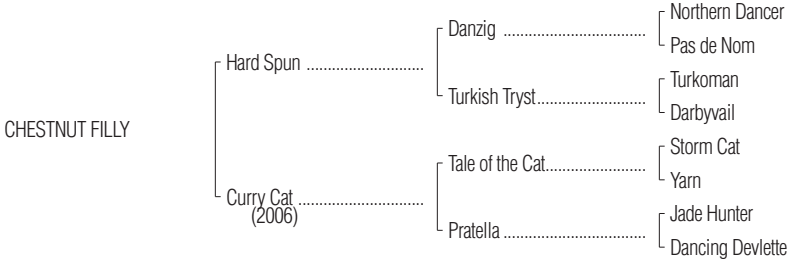 Northern Dancer
Danzig ..................................
Pas de Nom
Hard Spun ............................
Turkoman
Turkish Tryst..........................
Darbyvail
CHESTNUT FILLY
Storm Cat
Tale of the Cat........................
Yarn
Curry Cat ..............................
(2006)
Jade Hunter
Pratella ..................................
Dancing Devlette